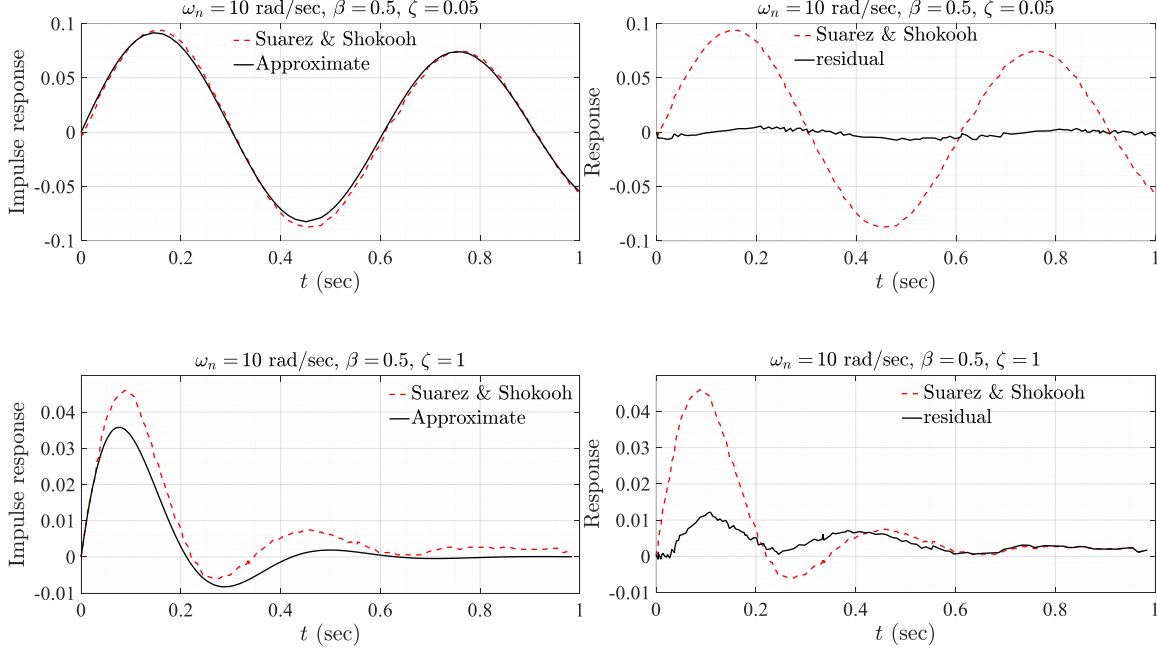 ωₙ = 10 rad/sec, β = 0.5, ζ = 0.05
Impulse response
0.1
0.05
0
-0.05
-0.1
Suarez & Shokooh
Approximate
0 0.2 0.4 0.6 0.8 1
t (sec)
ωₙ = 10 rad/sec, β = 0.5, ζ = 0.05
Response
0.1
0.05
0
-0.05
-0.1
Suarez & Shokooh
residual
0 0.2 0.4 0.6 0.8 1
t (sec)
ωₙ = 10 rad/sec, β = 0.5, ζ = 1
Impulse response
0.04
0.03
0.02
0.01
0
-0.01
Suarez & Shokooh
Approximate
0 0.2 0.4 0.6 0.8 1
t (sec)
ωₙ = 10 rad/sec, β = 0.5, ζ = 1
Response
0.04
0.03
0.02
0.01
0
-0.01
Suarez & Shokooh
residual
0 0.2 0.4 0.6 0.8 1
t (sec)